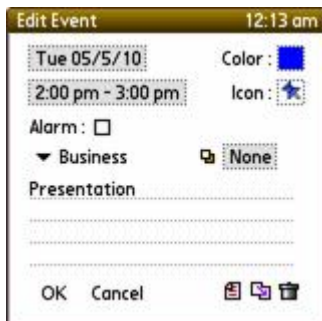 Edit Event 12:13 am
Tue 05/5/10 Color :
2:00 pm - 3:00 pm Icon :
Alarm :
Business None
Presentation
OK Cancel